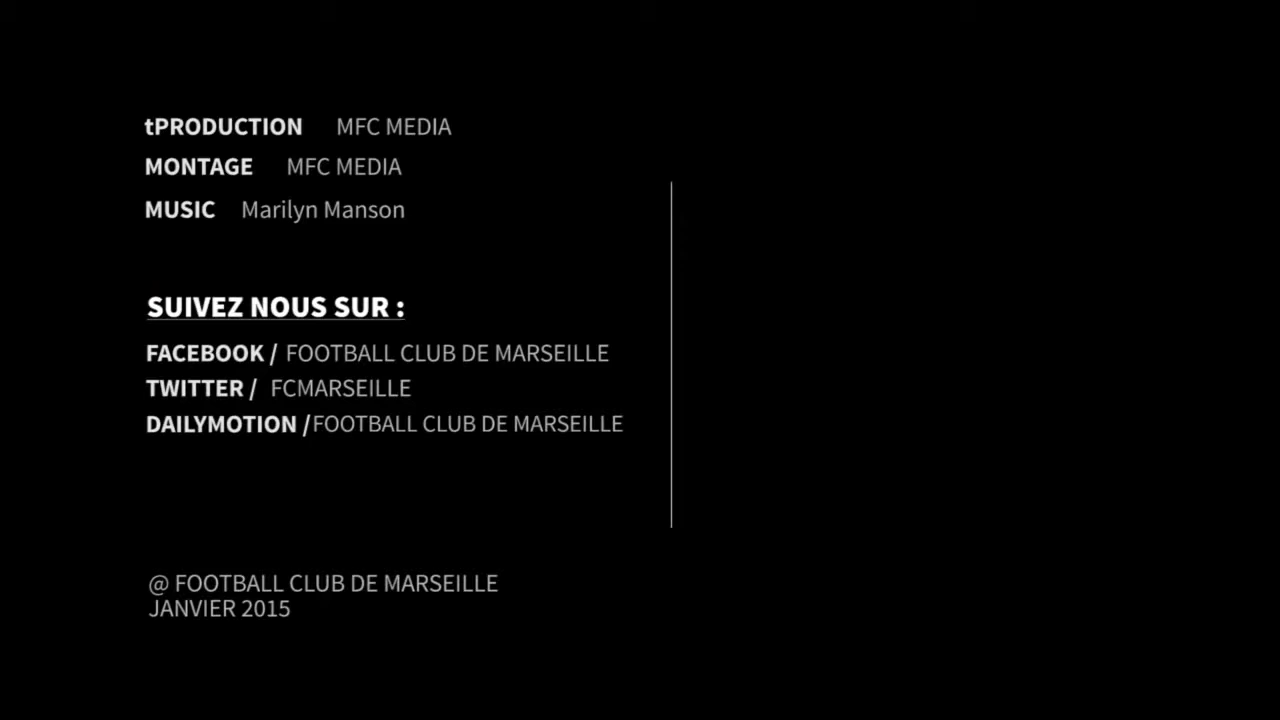 tPRODUCTION MFC MEDIA
MONTAGE MFC MEDIA
MUSIC Marilyn Manson
SUIVEZ NOUS SUR :
FACEBOOK / FOOTBALL CLUB DE MARSEILLE
TWITTER / FCMARSEILLE
DAILYMOTION /FOOTBALL CLUB DE MARSEILLE
@ FOOTBALL CLUB DE MARSEILLE
JANVIER 2015